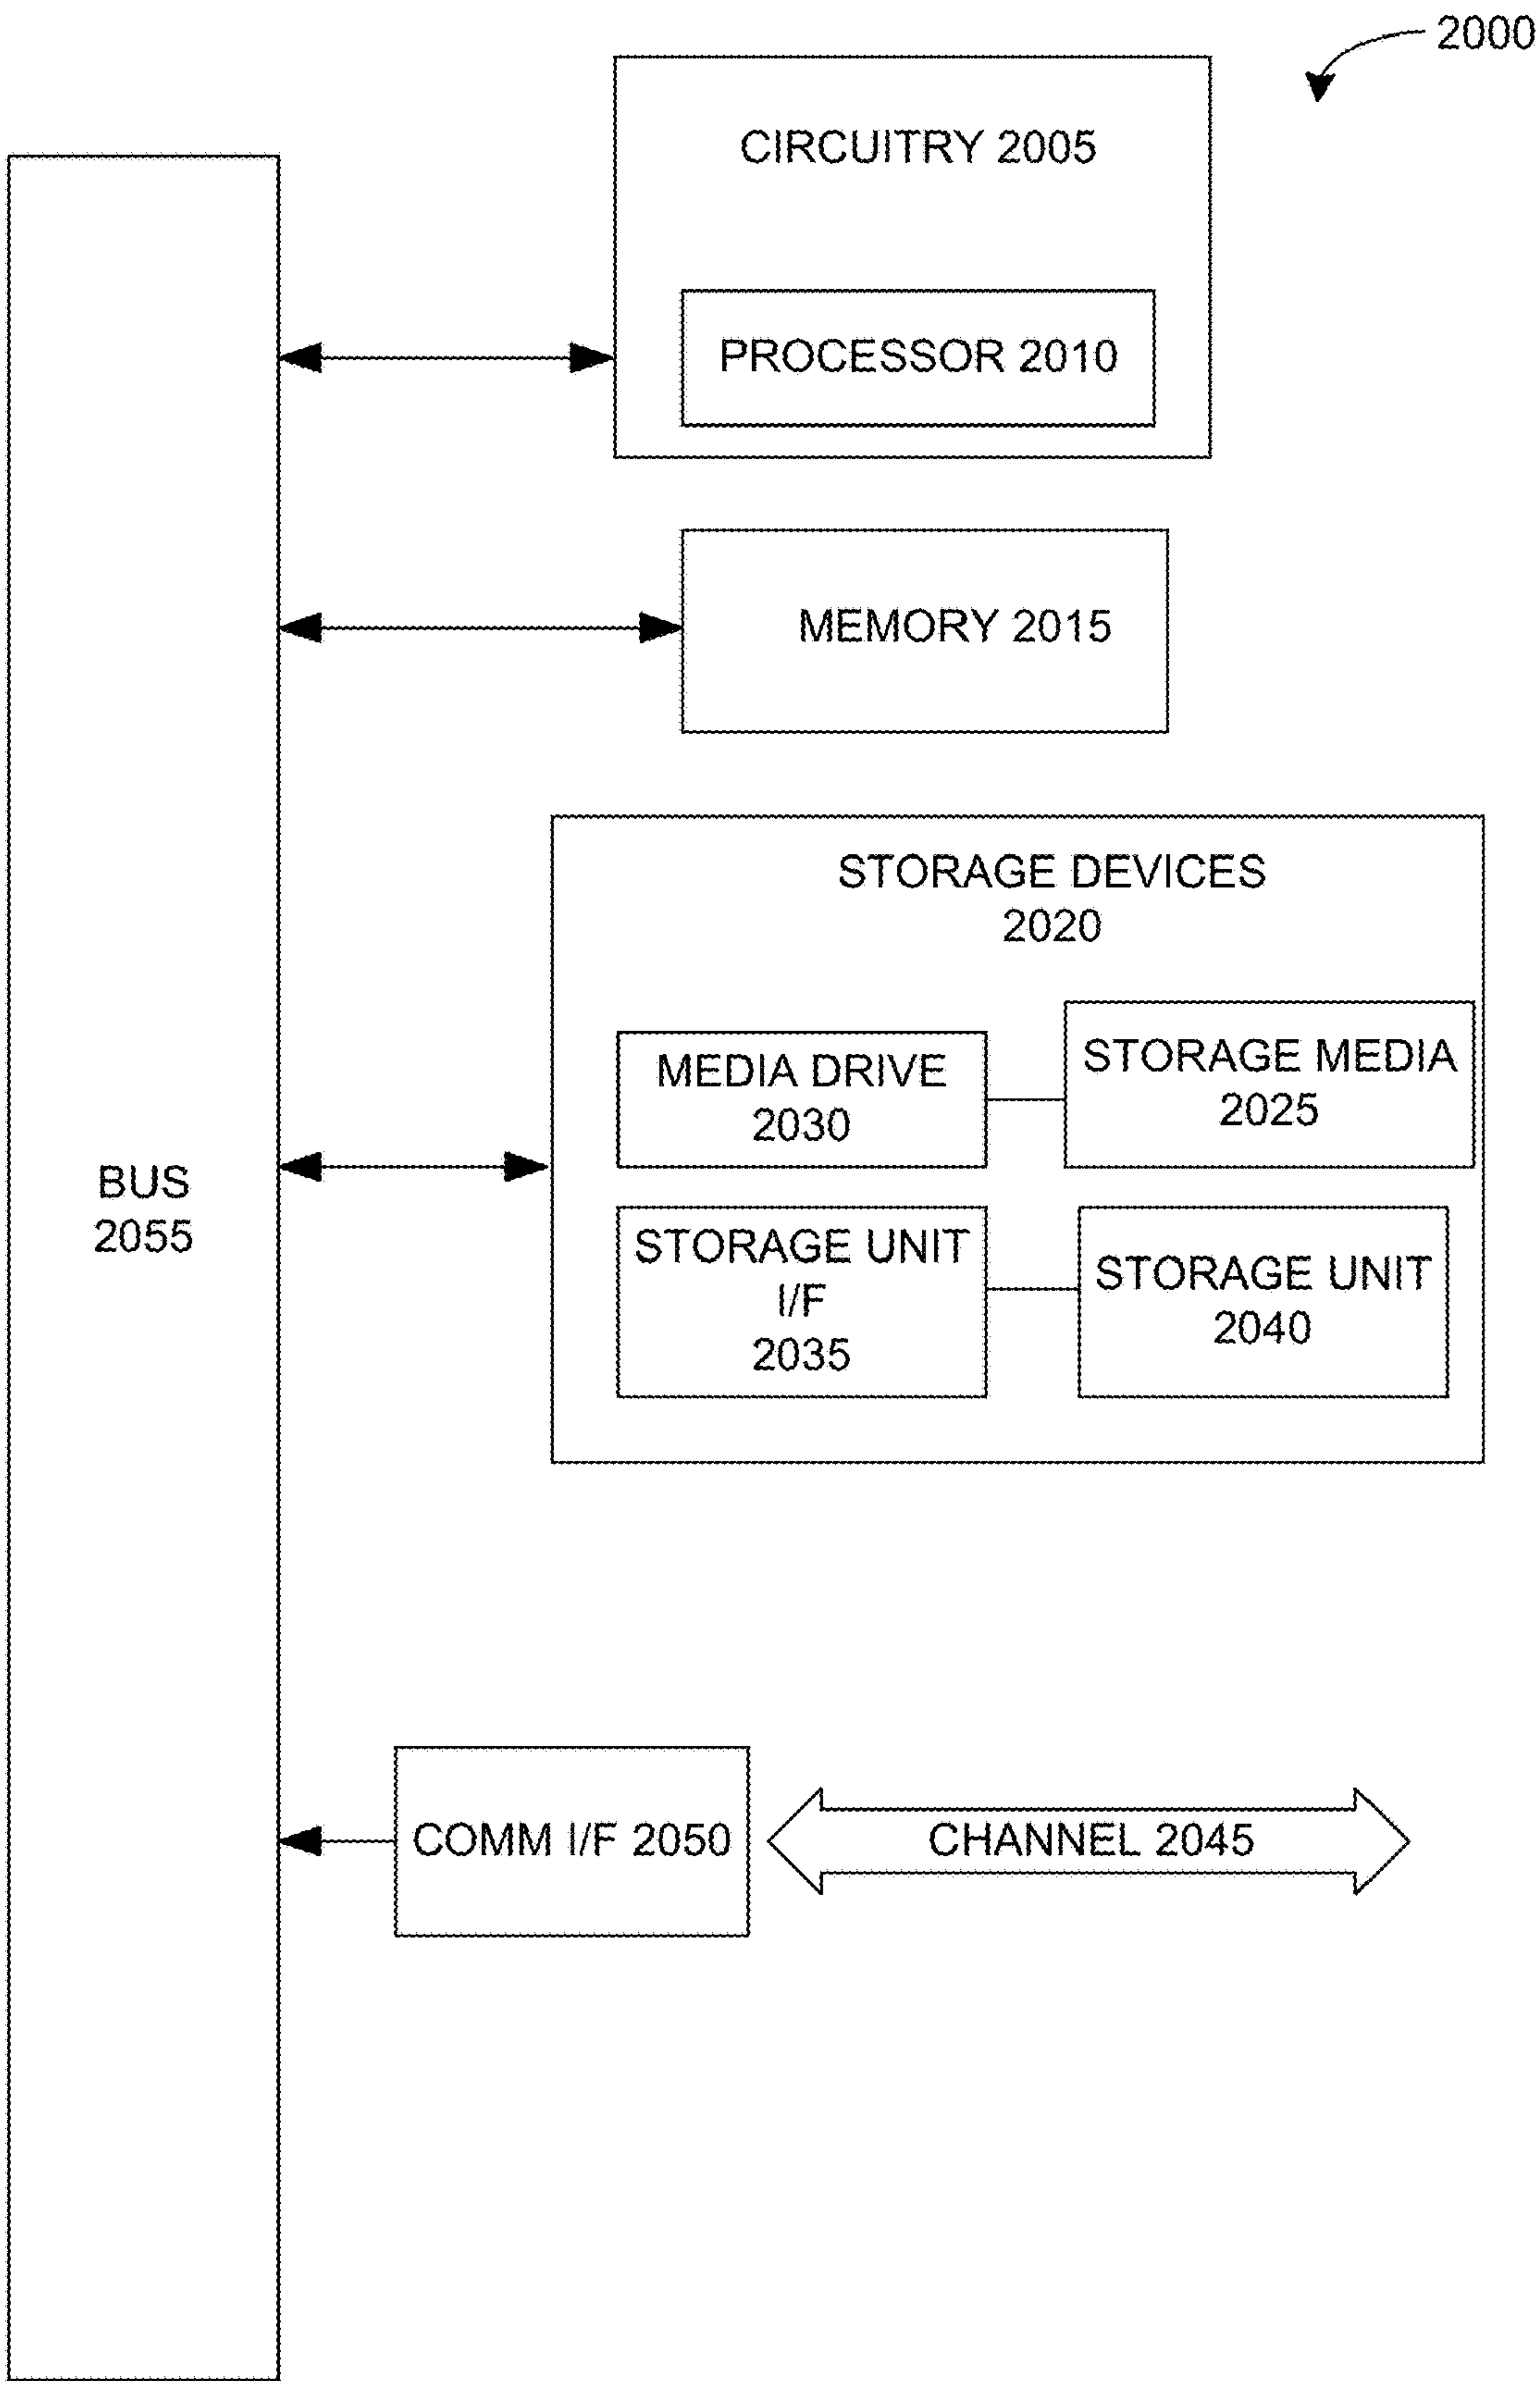 2000
CIRCUITRY 2005
PROCESSOR 2010
MEMORY 2015
STORAGE DEVICES
2020
MEDIA DRIVE
2030
STORAGE MEDIA
2025
BUS
2055
STORAGE UNIT
I/F
2035
STORAGE UNIT
2040
COMM I/F 2050
CHANNEL 2045